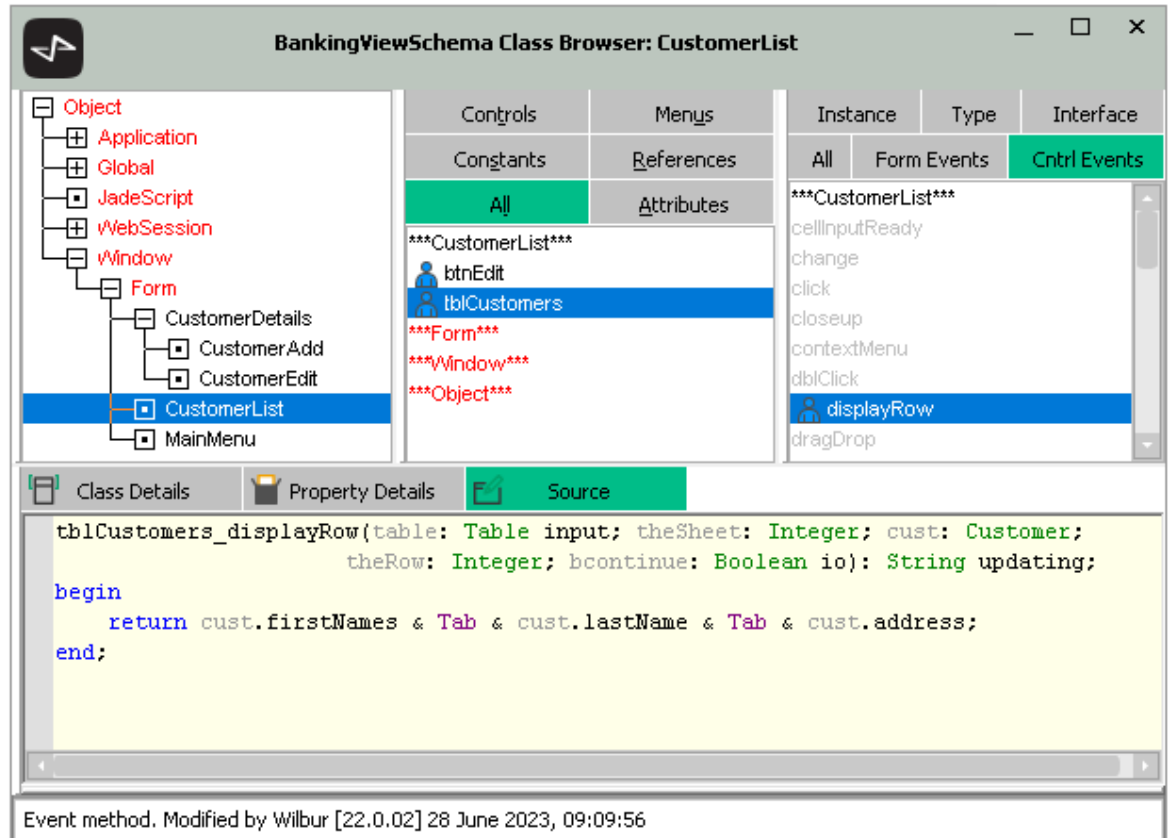 BankingViewSchema Class Browser: CustomerList
Object
Application
Global
JadeScript
WebSession
Window
Form
CustomerDetails
CustomerAdd
CustomerEdit
CustomerList
MainMenu
Controls Menus
Constants References
All Attributes
***CustomerList***
btnEdit
tblCustomers
***Form***
***Window***
***Object***
Instance Type Interface
All Form Events Cntrl Events
***CustomerList***
cellInputReady
change
click
closeup
contextMenu
dblClick
displayRow
dragDrop
Class Details Property Details Source
tblCustomers_displayRow(table: Table input; theSheet: Integer; cust: Customer;
theRow: Integer; bcontinue: Boolean io): String updating;
begin
return cust.firstNames & Tab & cust.lastName & Tab & cust.address;
end;
Event method. Modified by Wilbur [22.0.02] 28 June 2023, 09:09:56